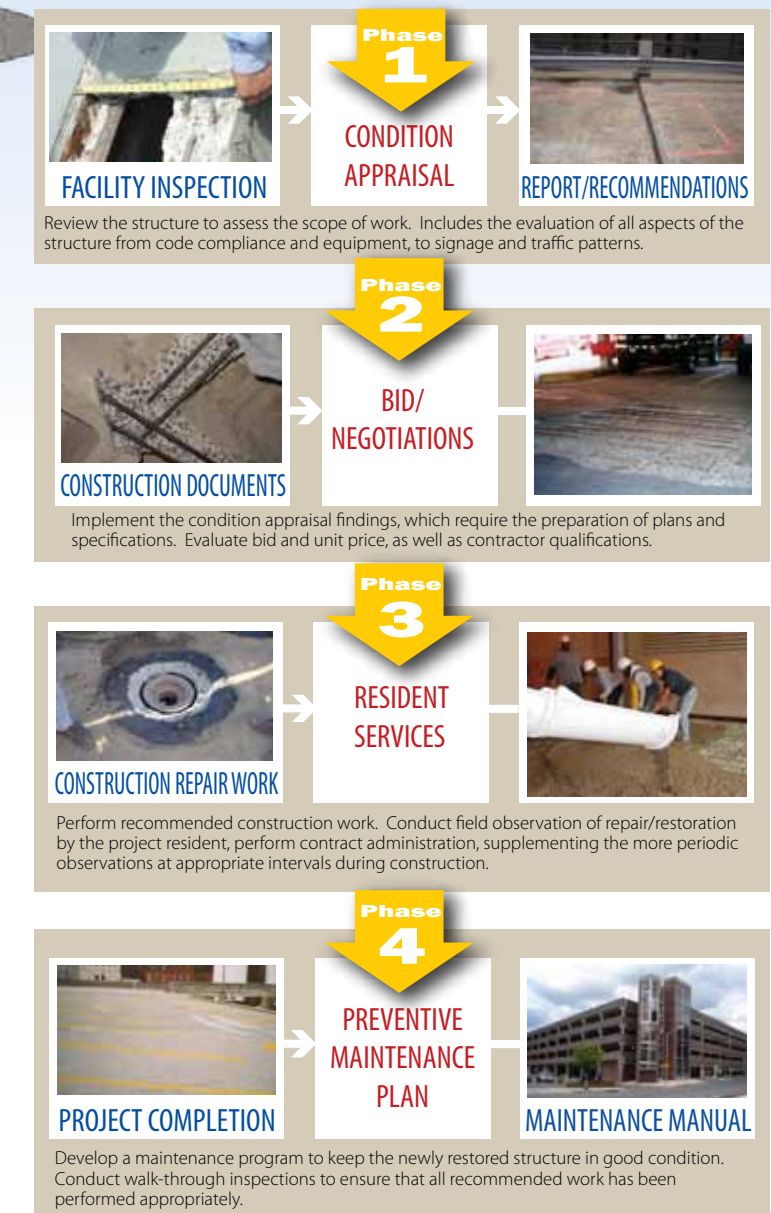 Phase
1
FACILITY INSPECTION
CONDITION
APPRAISAL
REPORT/RECOMMENDATIONS
Review the structure to assess the scope of work. Includes the evaluation of all aspects of the
structure from code compliance and equipment, to signage and traffic patterns.
Phase
2
CONSTRUCTION DOCUMENTS
BID/
NEGOTIATIONS
Implement the condition appraisal findings, which require the preparation of plans and
specifications. Evaluate bid and unit price, as well as contractor qualifications.
Phase
3
CONSTRUCTION REPAIR WORK
RESIDENT
SERVICES
Perform recommended construction work. Conduct field observation of repair/restoration
by the project resident, perform contract administration, supplementing the more periodic
observations at appropriate intervals during construction.
Phase
4
PROJECT COMPLETION
PREVENTIVE
MAINTENANCE
PLAN
MAINTENANCE MANUAL
Develop a maintenance program to keep the newly restored structure in good condition.
Conduct walk-through inspections to ensure that all recommended work has been
performed appropriately.